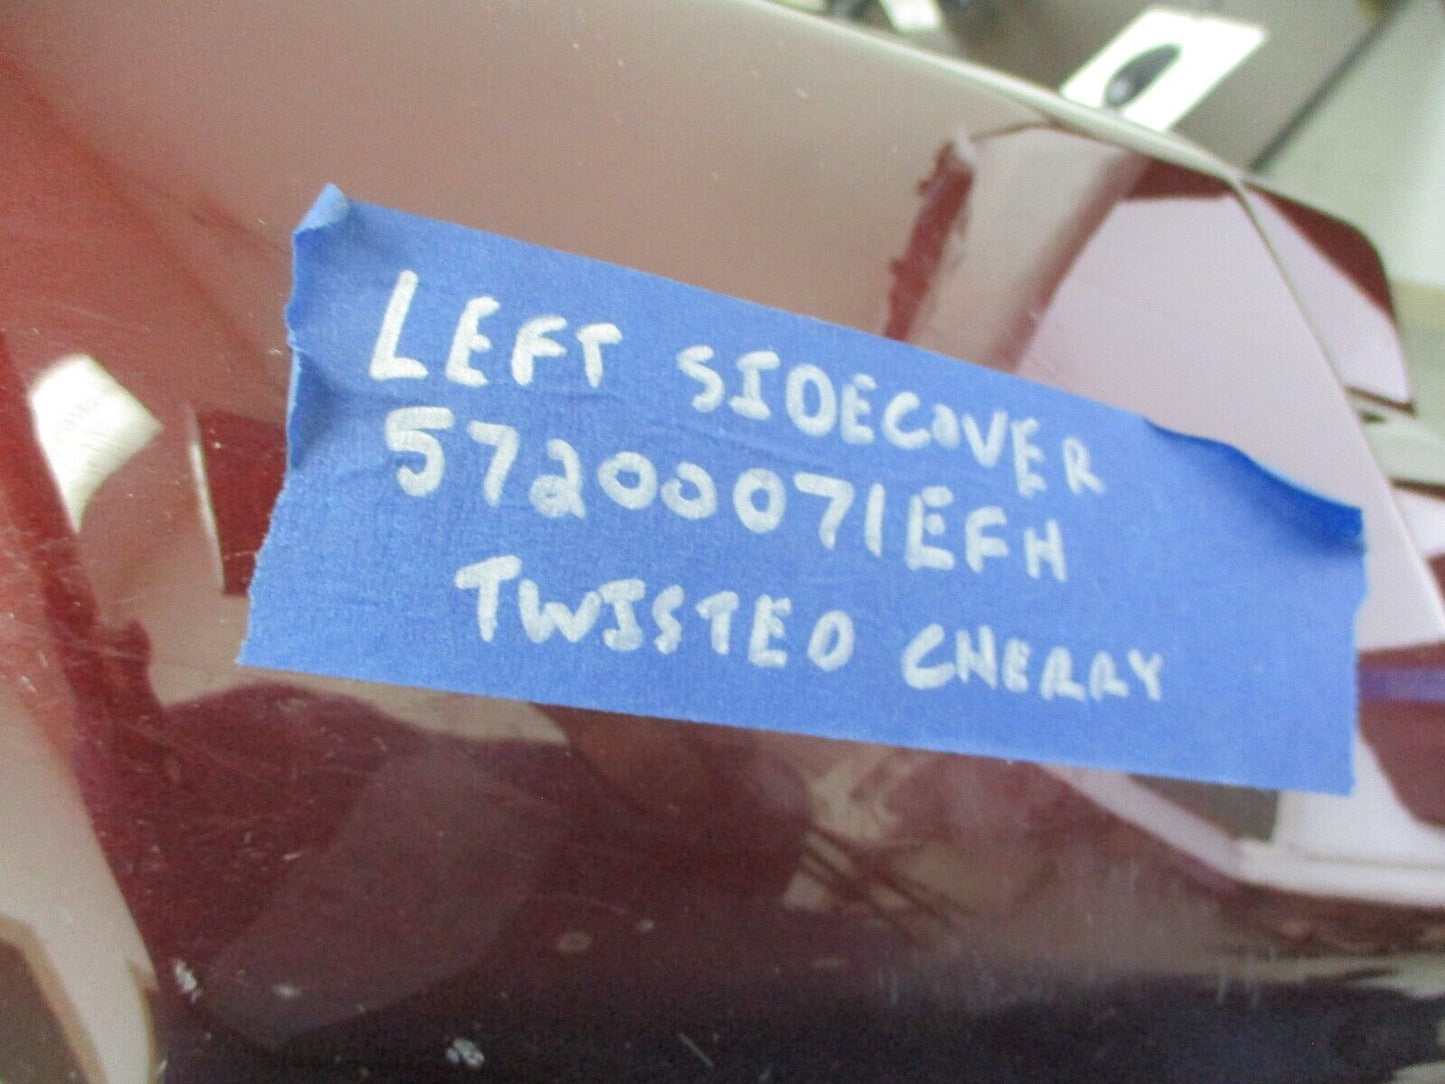 LEFT SIDECOVER
57200071EFH
TWISTED CHERRY